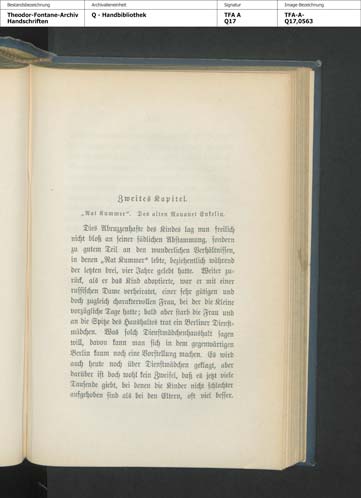 Bestandsbezeichnung Archivalieneinheit Signatur Image Bezeichnung
Theodor-Fontane-Archiv Q - Handbibliothek TFA A TFA-A-
Handschriften Q17 Q17,0563
Zweites Kapitel.
„Rat Kummer“. Des alten Rauanet Enkelin.
Dies Abruzzenhafte des Kindes lag nun freilich
nicht bloß an seiner südlichen Abstammung, sondern
zu gutem Teil an den wunderlichen Verhältnissen,
in denen „Rat Kummer“ lebte, beziehentlich während
der letzten drei, vier Jahre gelebt hatte. Weiter zu-
rück, als er das Kind adoptierte, war er mit einer
russischen Dame verheiratet, einer sehr gütigen und
doch zugleich charaktervollen Frau, bei der die Kleine
vorzügliche Tage hatte; bald aber starb die Frau und
an die Spitze des Haushaltes trat ein Berliner Dienst-
mädchen. Was solch Dienstmädchenhaushalt sagen
will, davon kann man sich in dem gegenwärtigen
Berlin kaum noch eine Vorstellung machen. Es wird
auch heute noch über Dienstmädchen geklagt, aber
darüber ist doch wohl kein Zweifel, daß es jetzt viele
Tausende giebt, bei denen die Kinder nicht schlechter
aufgehoben sind als bei den Eltern, oft viel besser.